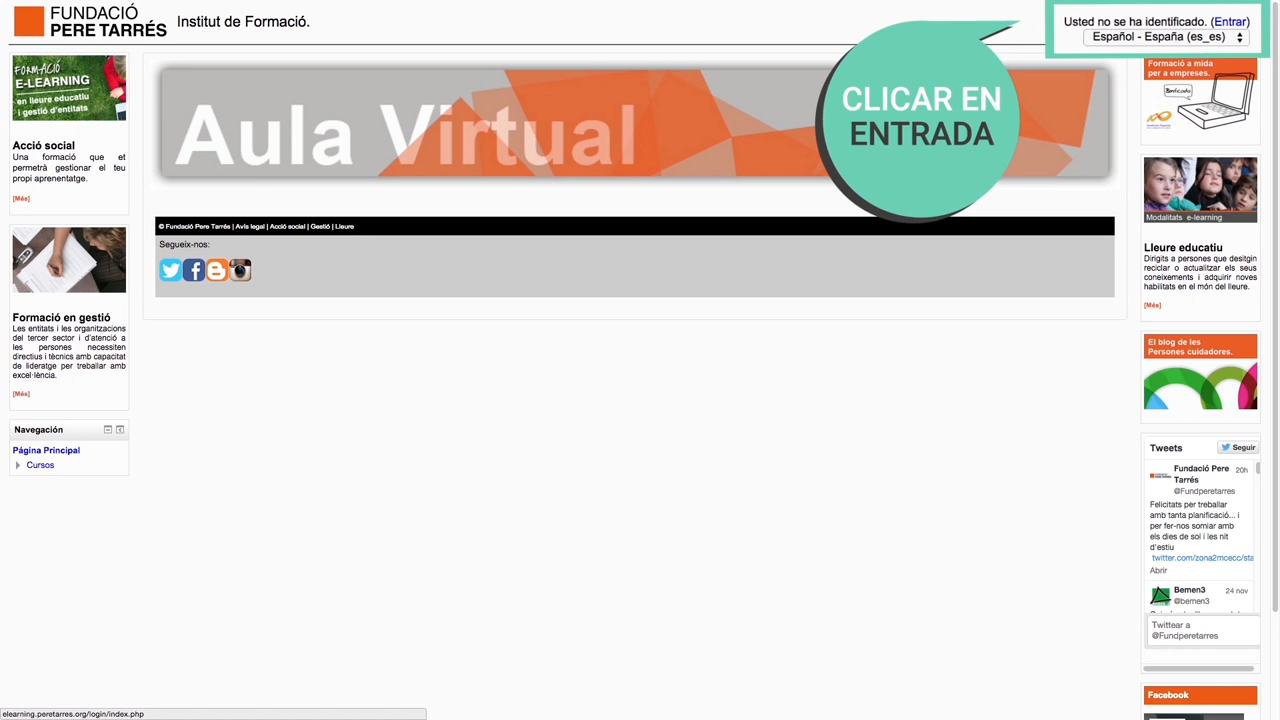 FUNDACIÓ
PERE TARRÉS
Institut de Formació.
Usted no se ha identificado. (Entrar)
Español - España (es_es)
CLICAR EN
ENTRADA
FORMACIÓ
E-LEARNING
en lleure educatiu
i gestió d'entitats
Acció social
Una formació que et
permetrà gestionar el teu
propi aprenentatge.
[Més]
Formació en gestió
Les entitats i les organitzacions
del tercer sector i d'atenció a
les persones necessiten
directius i tècnics amb capacitat
de lideratge per treballar amb
excel·lència.
[Més]
Navegación
Página Principal
Cursos
Aula Virtual
© Fundació Pere Tarrés | Avís legal | Acció social | Gestió | Lleure
Segueix-nos:
Formació a mida
per a empreses.
Bonificada
Modalitats e-learning
Lleure educatiu
Dirigits a persones que desitgin
reciclar o actualitzar els seus
coneixements i adquirir noves
habilitats en el món del lleure.
[Més]
El blog de les
Persones cuidadores.
Tweets
Seguir
Fundació Pere
Tarrés
20h
@Fundperetarres
Felicitats per treballar
amb tanta planificació... i
per fer-nos somiar amb
els dies de sol i les nit
d'estiu
twitter.com/zona2mcecc/sta
Abrir
Bemen3
24 nov
@bemen3
Twittear a
@Fundperetarres
Facebook
elearning.peretarres.org/login/index.php